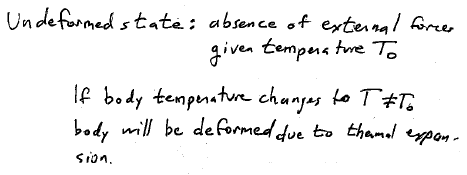 Undeformed state: absence of external forces
given temperature T₀
If body temperature changes to T ≠ T₀
body will be deformed due to thermal expan-
sion.